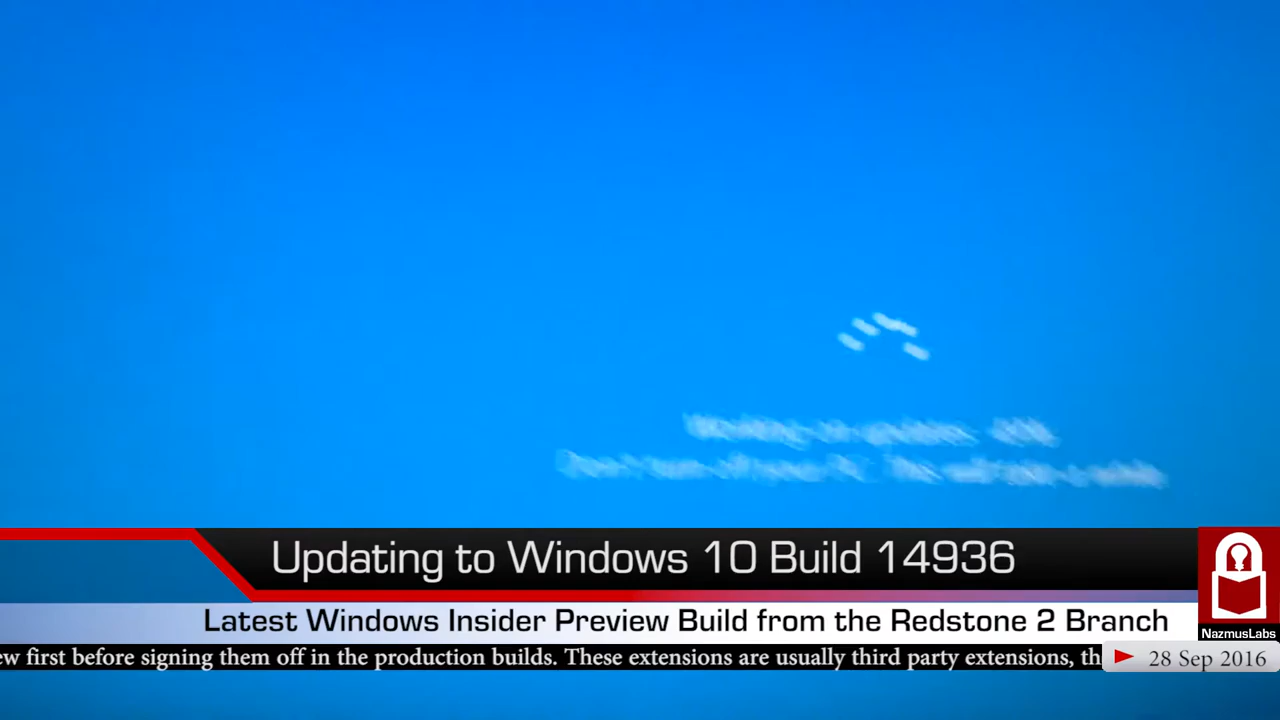 Updating to Windows 10 Build 14936
Latest Windows Insider Preview Build from the Redstone 2 Branch
NazmusLabs
first before signing them off in the production builds. These extensions are usually third party extensions,
28 Sep 2016